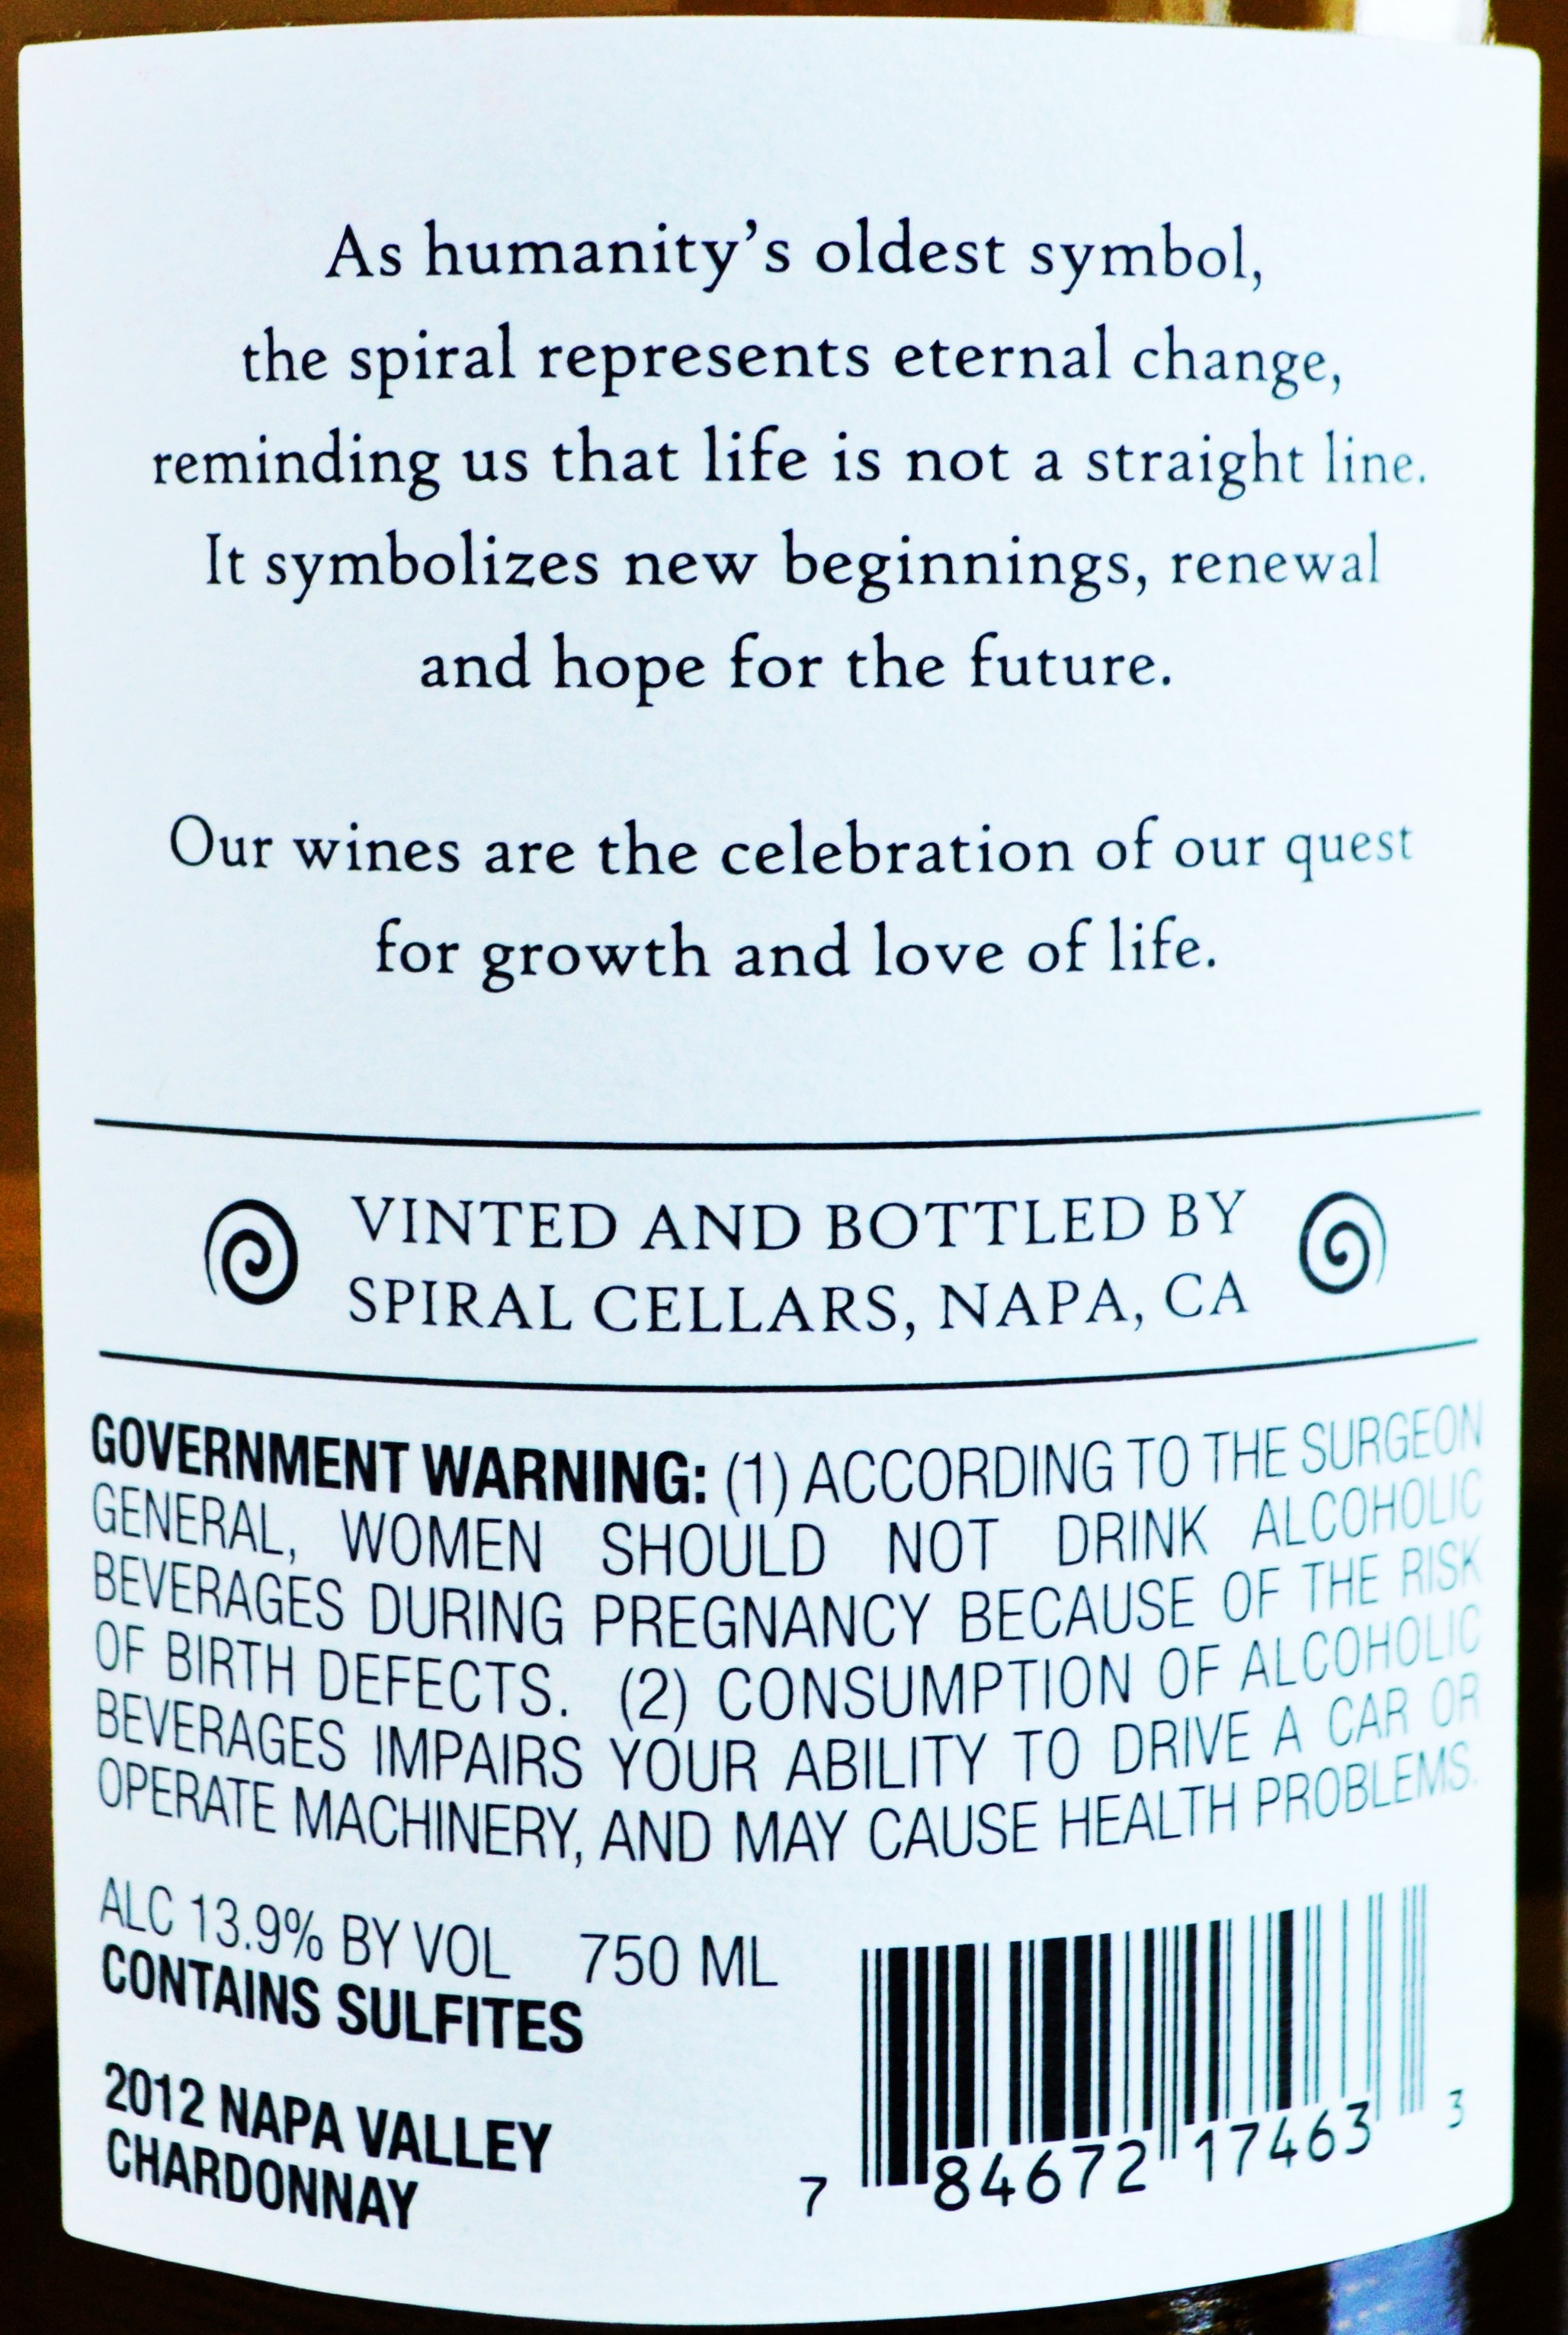 As humanity's oldest symbol,
the spiral represents eternal change,
reminding us that life is not a straight line.
It symbolizes new beginnings, renewal
and hope for the future.
Our wines are the celebration of our quest
for growth and love of life.
VINTED AND BOTTLED BY
SPIRAL CELLARS, NAPA, CA
GOVERNMENT WARNING: (1) ACCORDING TO THE SURGEON
GENERAL, WOMEN SHOULD NOT DRINK ALCOHOLIC
BEVERAGES DURING PREGNANCY BECAUSE OF THE RISK
OF BIRTH DEFECTS. (2) CONSUMPTION OF ALCOHOLIC
BEVERAGES IMPAIRS YOUR ABILITY TO DRIVE A CAR OR
OPERATE MACHINERY, AND MAY CAUSE HEALTH PROBLEMS.
ALC 13.9% BY VOL 750 ML
CONTAINS SULFITES
2012 NAPA VALLEY
CHARDONNAY
7 84672 17463 3